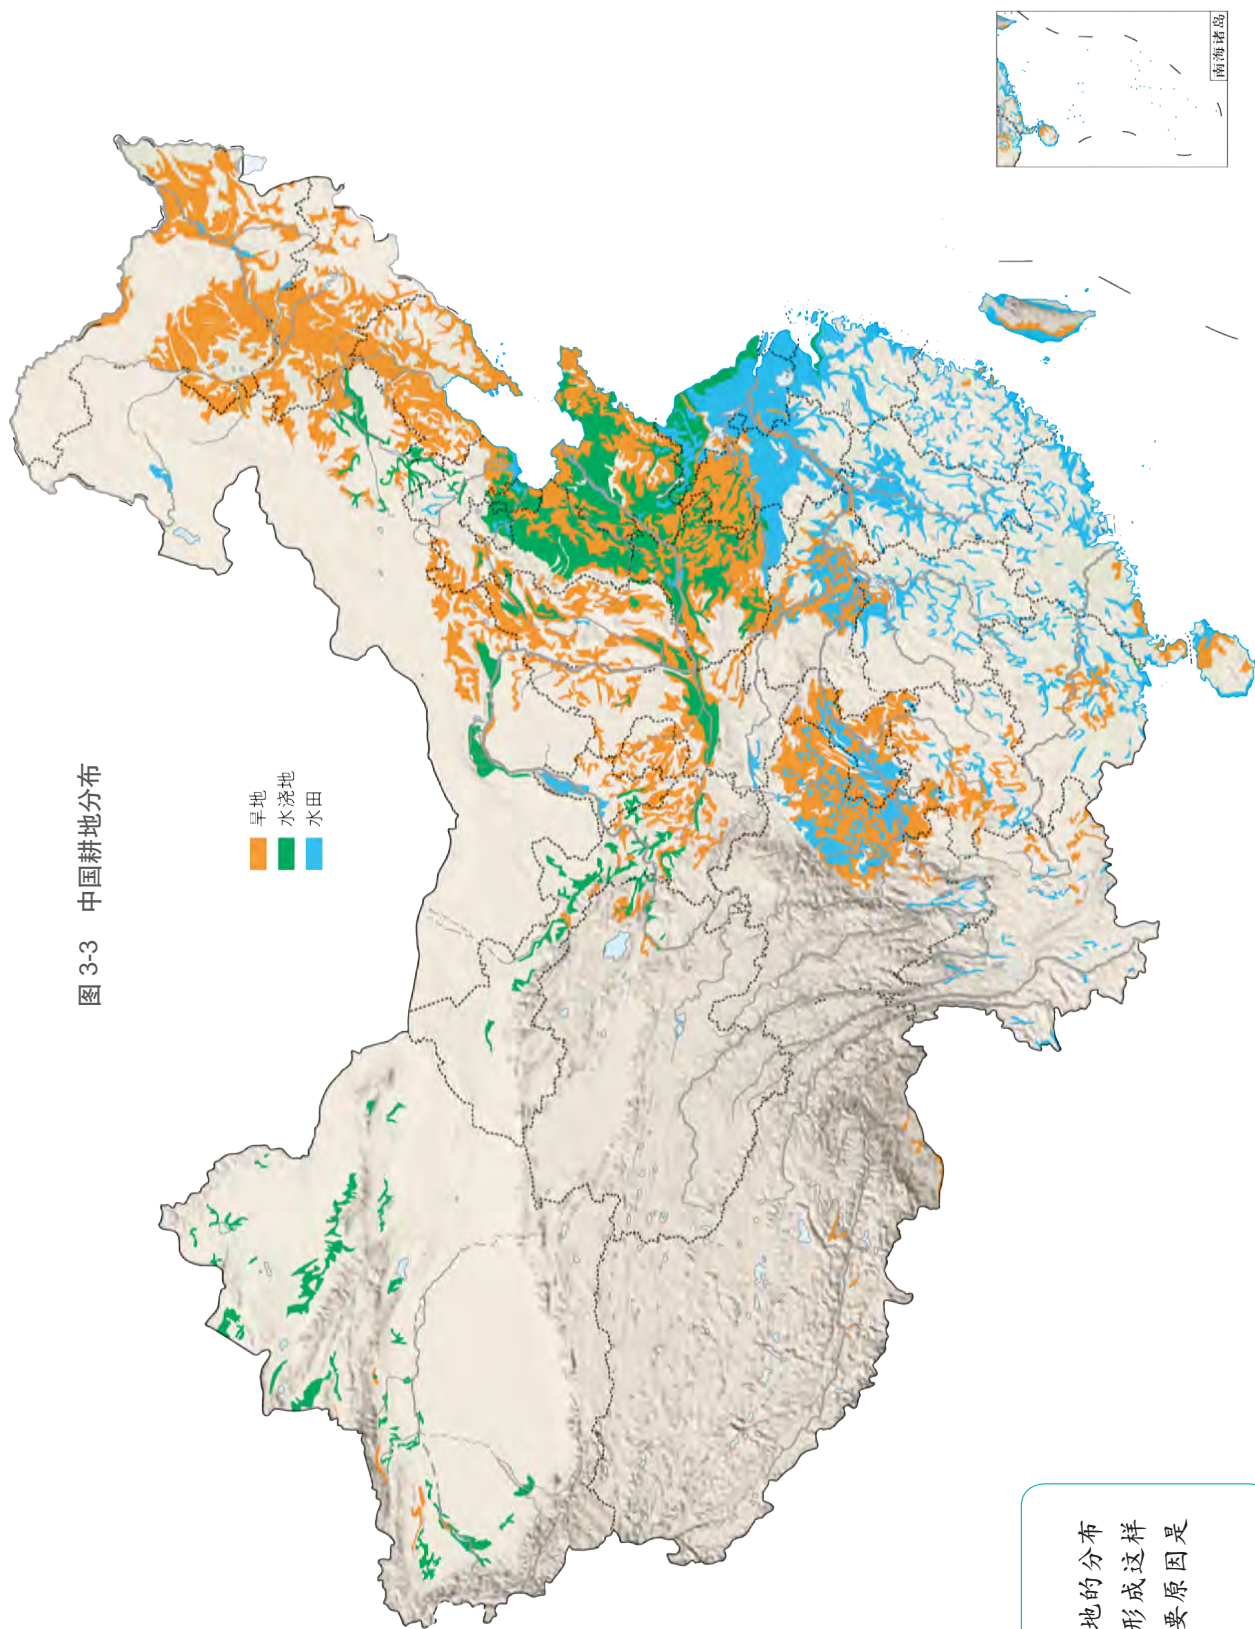 图 3-3 中国耕地分布
旱地
水浇地
水田
南海诸岛
地的分布
形成这样
要原因是